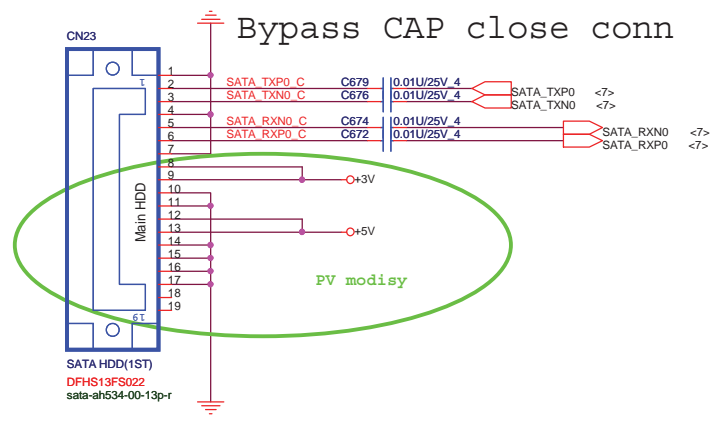 Bypass CAP close conn
CN23
1
1
2
SATA_TXP0_C
C679
0.01U/25V_4
SATA_TXP0 <7>
3
SATA_TXN0_C
C676
0.01U/25V_4
SATA_TXN0 <7>
4
5
SATA_RXN0_C
C674
0.01U/25V_4
SATA_RXN0 <7>
6
SATA_RXP0_C
C672
0.01U/25V_4
SATA_RXP0 <7>
7
8
9
+3V
10
11
12
13
+5V
Main HDD
14
15
16
17
PV modisy
18
19
19
SATA HDD(1ST)
DFHS13FS022
sata-ah534-00-13p-r